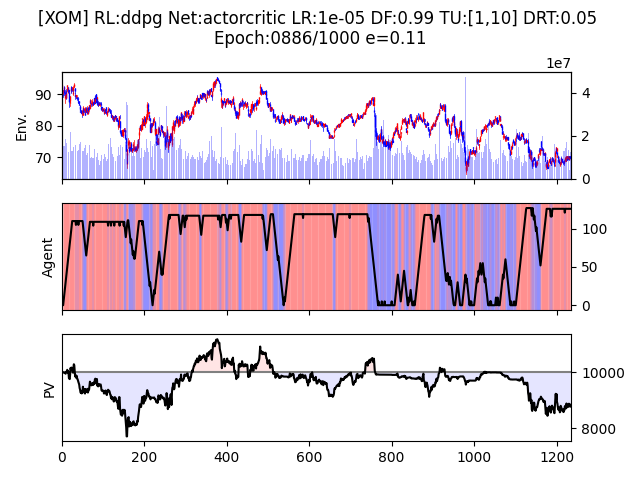 [XOM] RL:ddpg Net:actorcritic LR:1e-05 DF:0.99 TU:[1,10] DRT:0.05
Epoch:0886/1000 e=0.11
1e7
Env.
90
80
70
4
2
0
Agent
100
50
0
PV
10000
8000
0 200 400 600 800 1000 1200